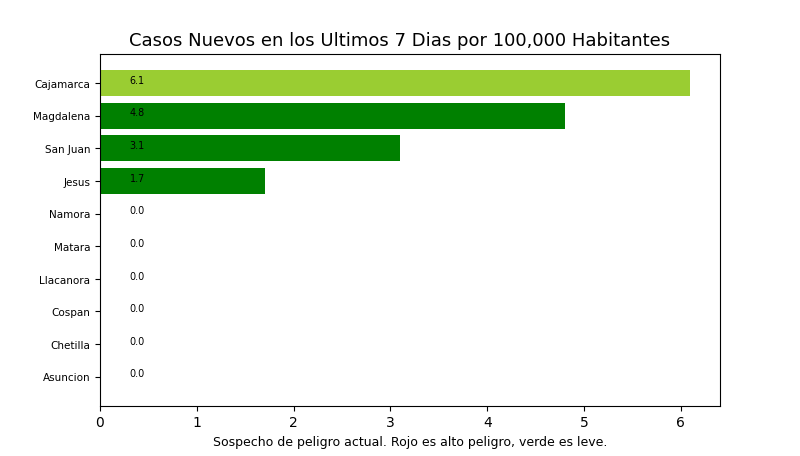 Casos Nuevos en los Ultimos 7 Dias por 100,000 Habitantes
Cajamarca 6.1
Magdalena 4.8
San Juan 3.1
Jesus 1.7
Namora 0.0
Matara 0.0
Llacanora 0.0
Cospan 0.0
Chetilla 0.0
Asuncion 0.0
0 1 2 3 4 5 6
Sospecho de peligro actual. Rojo es alto peligro, verde es leve.